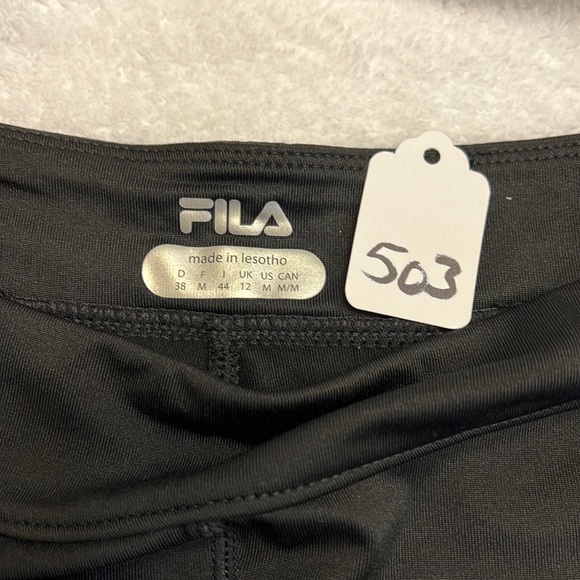 FILA
made in lesotho
D F I UK US CAN
38 M 44 12 M M/M
503